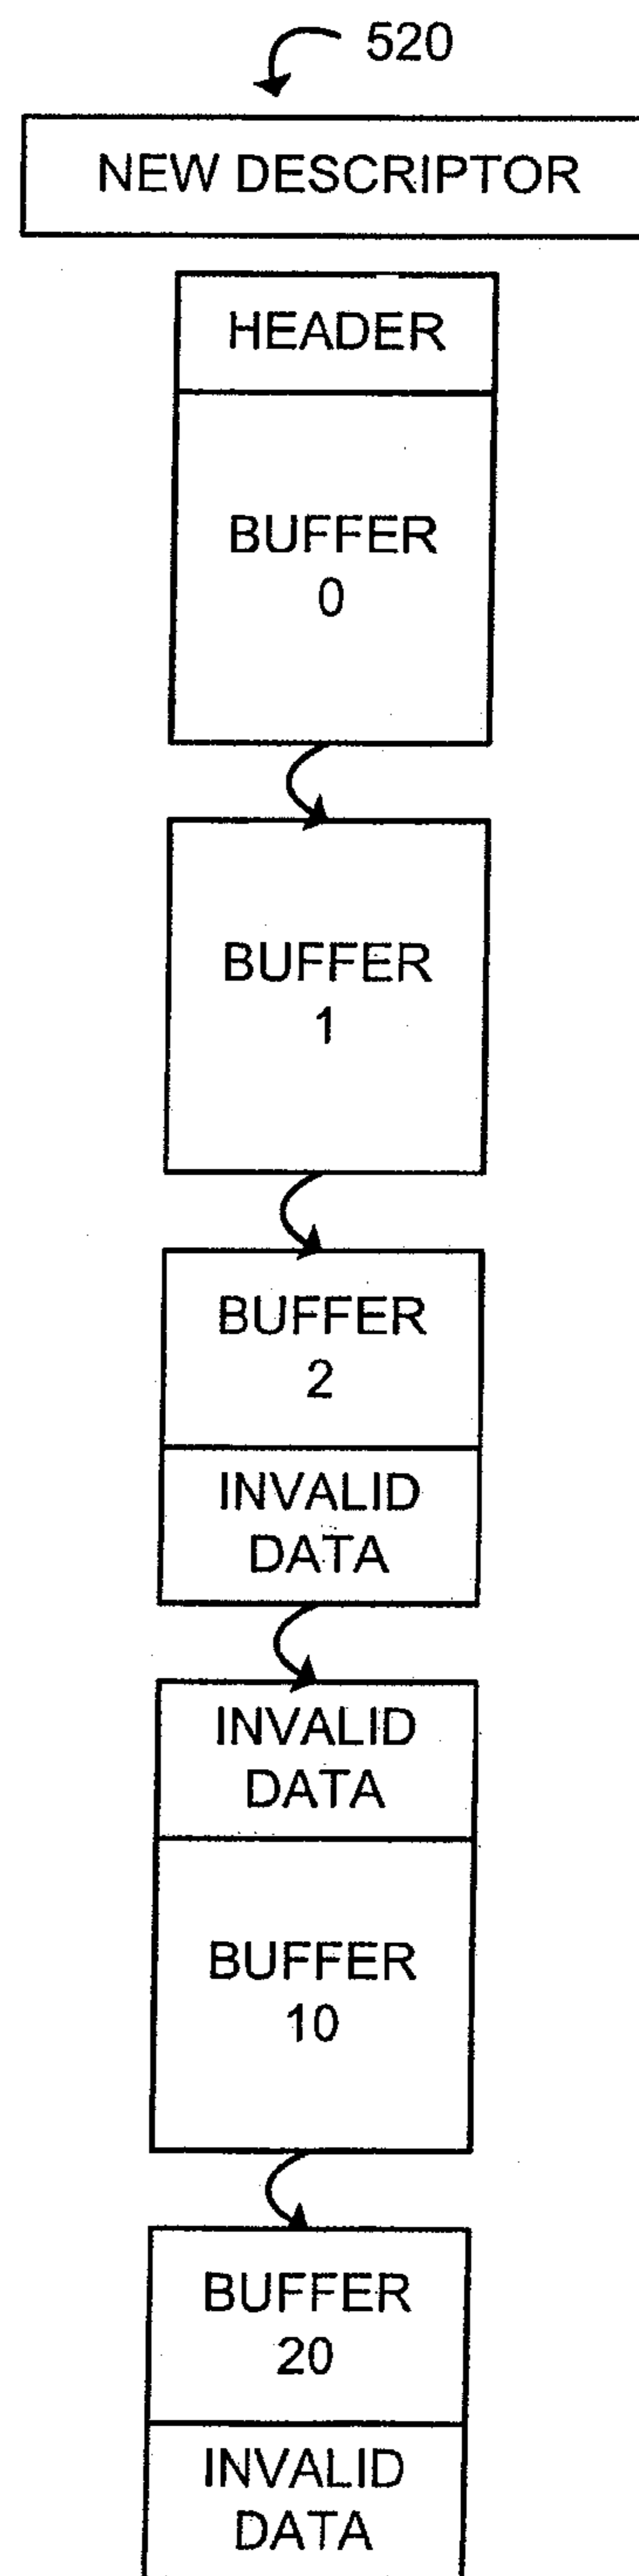 520
NEW DESCRIPTOR
HEADER
BUFFER
0
BUFFER
1
BUFFER
2
INVALID
DATA
INVALID
DATA
BUFFER
10
BUFFER
20
INVALID
DATA